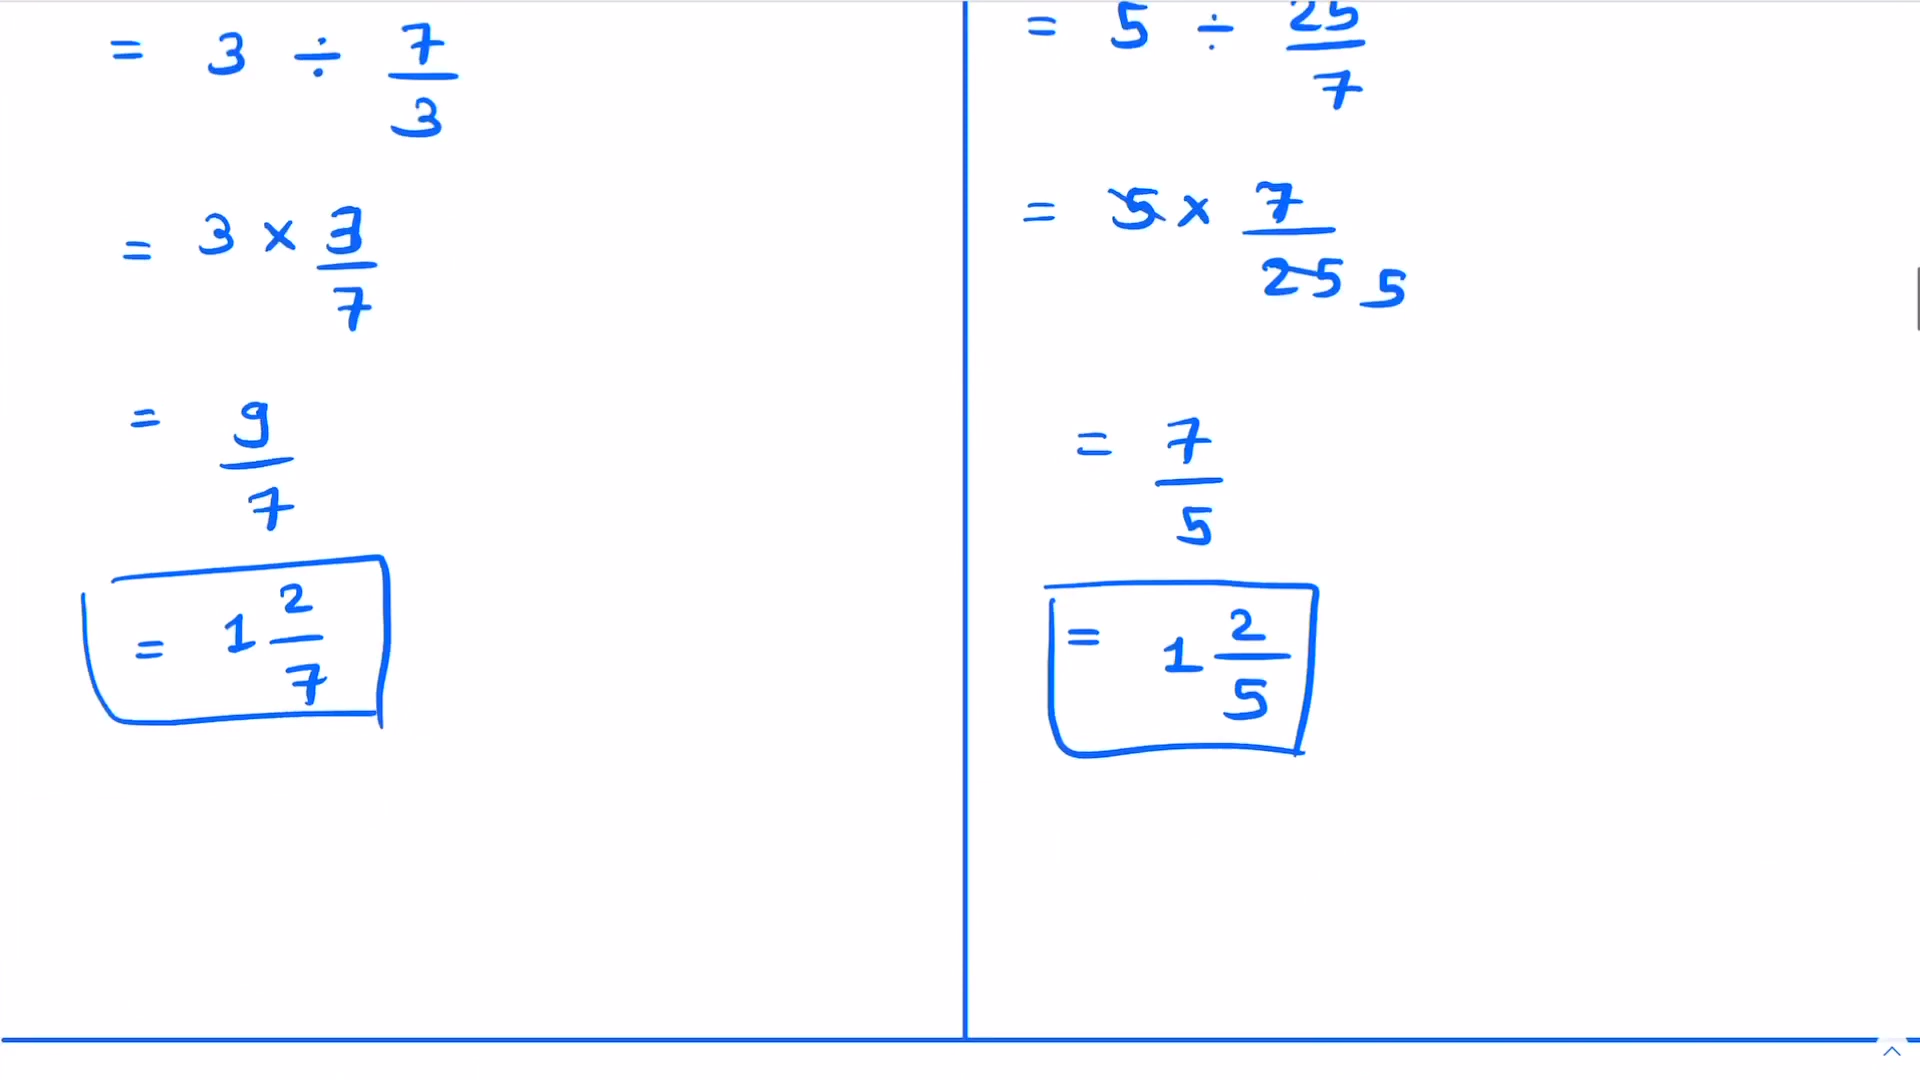 = 3 ÷ 7/3
= 3 × 3/7
= 9/7
= 1 2/7
= 5 ÷ 25/7
= 5 × 7/25 5
= 7/5
= 1 2/5